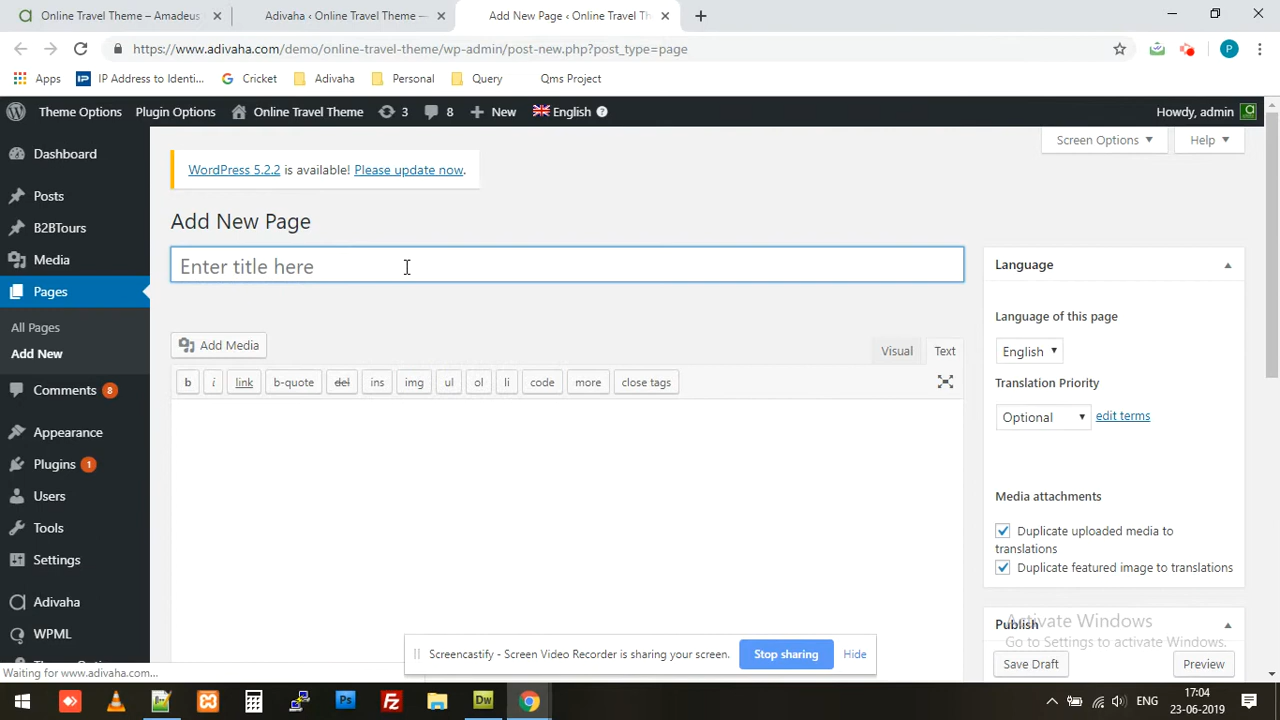 Online Travel Theme – Amadeus
Adivaha ‹ Online Travel Theme —
Add New Page ‹ Online Travel Th
https://www.adivaha.com/demo/online-travel-theme/wp-admin/post-new.php?post_type=page
P
Apps
IP
IP Address to Identi...
Cricket
Adivaha
Personal
Query
Qms Project
Theme Options
Plugin Options
Online Travel Theme
3
8
New
English
Howdy, admin
Dashboard
Posts
B2BTours
Media
Pages
All Pages
Add New
Comments 8
Appearance
Plugins 1
Users
Tools
Settings
Adivaha
WPML
Screen Options
Help
WordPress 5.2.2 is available! Please update now.
Add New Page
Enter title here
Add Media
Visual
Text
b
i
link
b-quote
del
ins
img
ul
ol
li
code
more
close tags
Language
Language of this page
English
Translation Priority
Optional
edit terms
Media attachments
Duplicate uploaded media to
translations
Duplicate featured image to translations
Publish
Save Draft
Preview
Activate Windows
Go to Settings to activate Windows.
Screencastify - Screen Video Recorder is sharing your screen.
Stop sharing
Hide
Waiting for www.adivaha.com...
Ps
Dw
ENG
17:04
23-06-2019